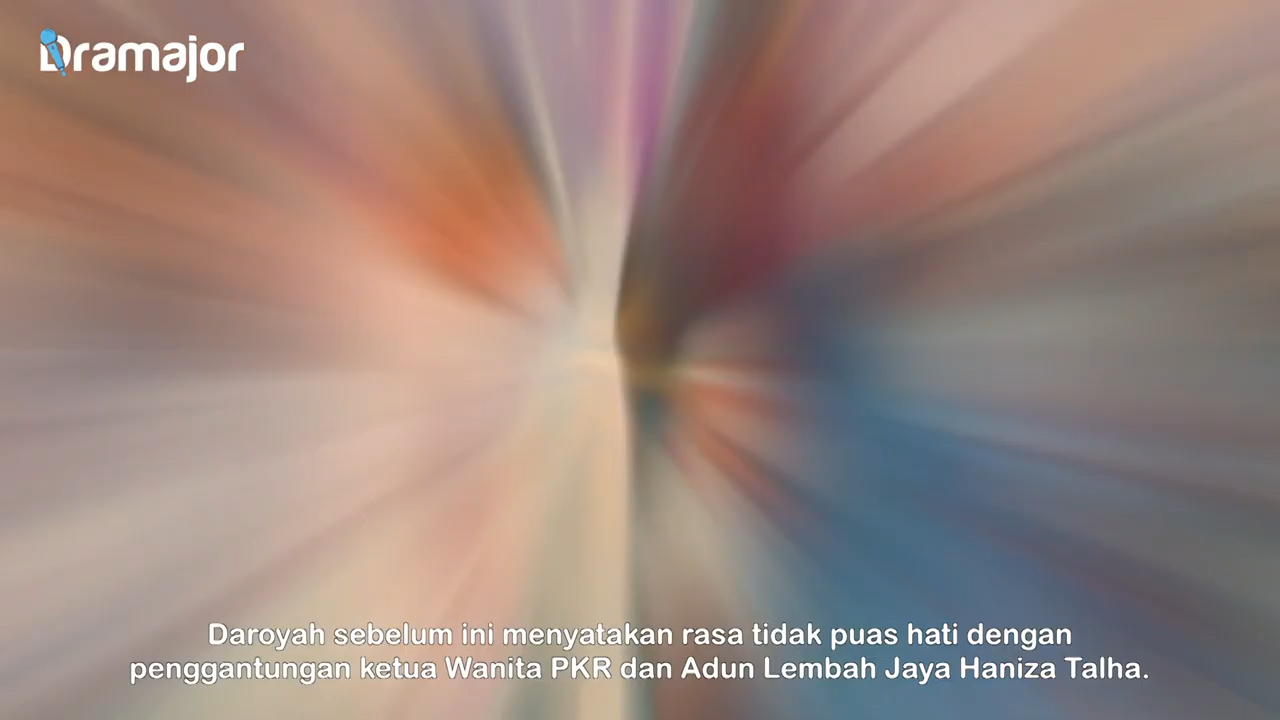 Dramajor
Daroyah sebelum ini menyatakan rasa tidak puas hati dengan
penggantungan ketua Wanita PKR dan Adun Lembah Jaya Haniza Talha.